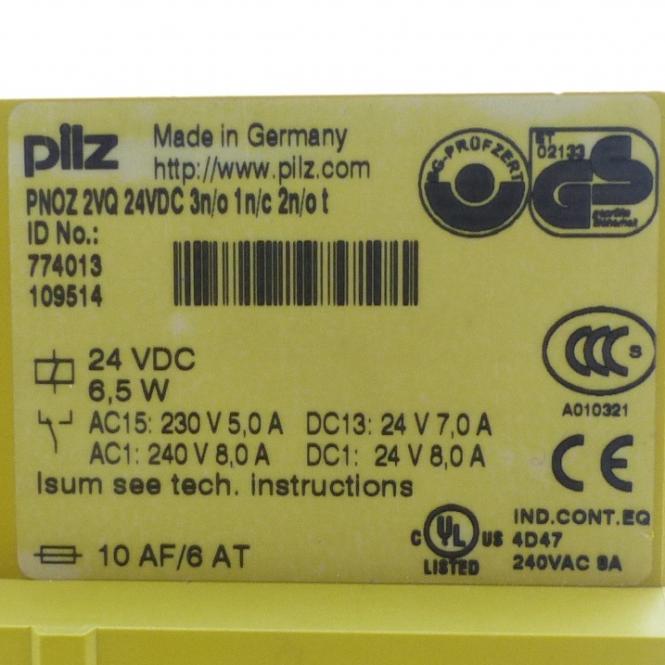 pilz
Made in Germany
http://www.pilz.com
BG-PRÜFZERT
ET
02133
GS
PNOZ 2VQ 24VDC 3n/o 1n/c 2n/o t
ID No.:
774013
109514
24 VDC
6,5 W
AC15: 230 V 5,0 A DC13: 24 V 7,0 A
AC1: 240 V 8,0 A DC1: 24 V 8,0 A
Isum see tech. instructions
10 AF/6 AT
CCC S
A010321
CE
C UL US
LISTED
IND.CONT.EQ
4D47
240VAC 8A